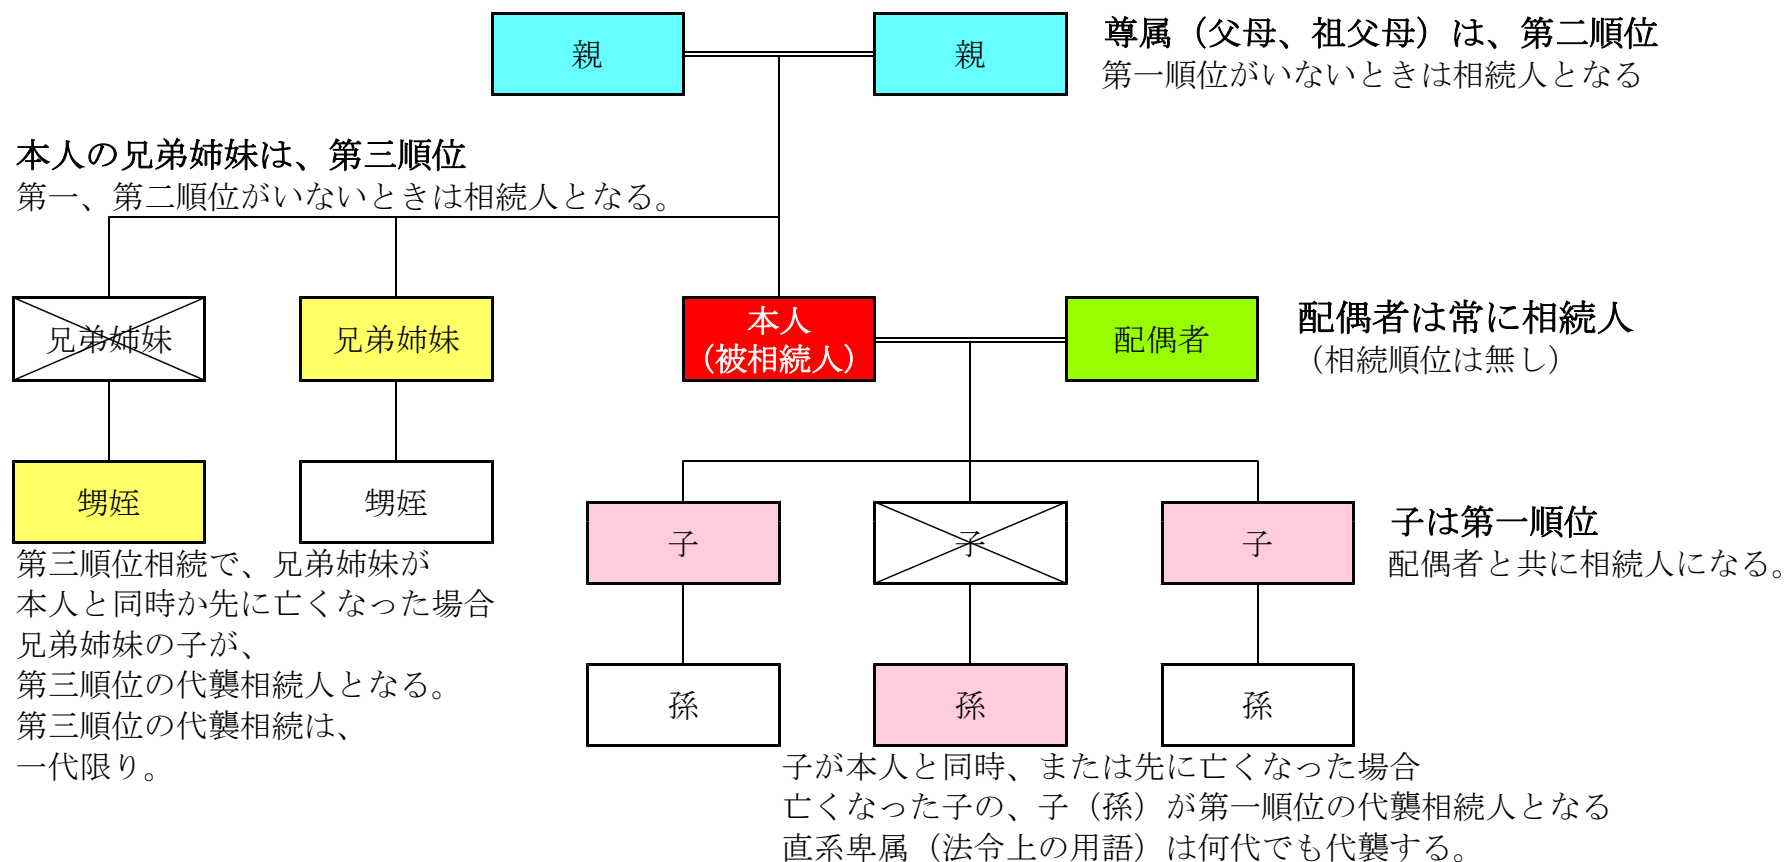 親
親
尊属（父母、祖父母）は、第二順位
第一順位がいないときは相続人となる
本人の兄弟姉妹は、第三順位
第一、第二順位がいないときは相続人となる。
兄弟姉妹
兄弟姉妹
本人
（被相続人）
配偶者
配偶者は常に相続人
（相続順位は無し）
甥姪
甥姪
子
子
子
子は第一順位
配偶者と共に相続人になる。
第三順位相続で、兄弟姉妹が
本人と同時か先に亡くなった場合
兄弟姉妹の子が、
第三順位の代襲相続人となる。
第三順位の代襲相続は、
一代限り。
孫
孫
孫
子が本人と同時、または先に亡くなった場合
亡くなった子の、子（孫）が第一順位の代襲相続人となる
直系卑属（法令上の用語）は何代でも代襲する。